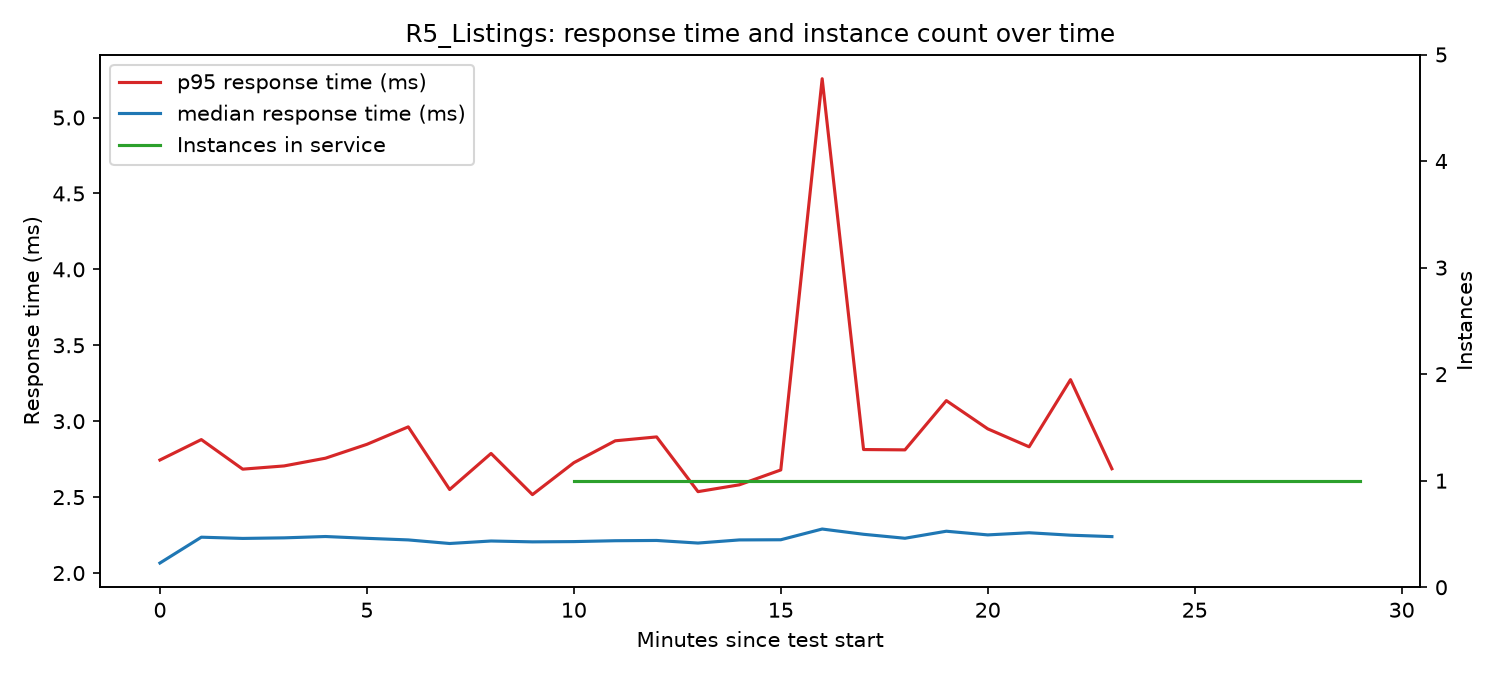 R5_Listings: response time and instance count over time
p95 response time (ms)
median response time (ms)
Instances in service
Response time (ms)
5.0
4.5
4.0
3.5
3.0
2.5
2.0
5
4
3
2
1
0
Instances
0 5 10 15 20 25 30
Minutes since test start